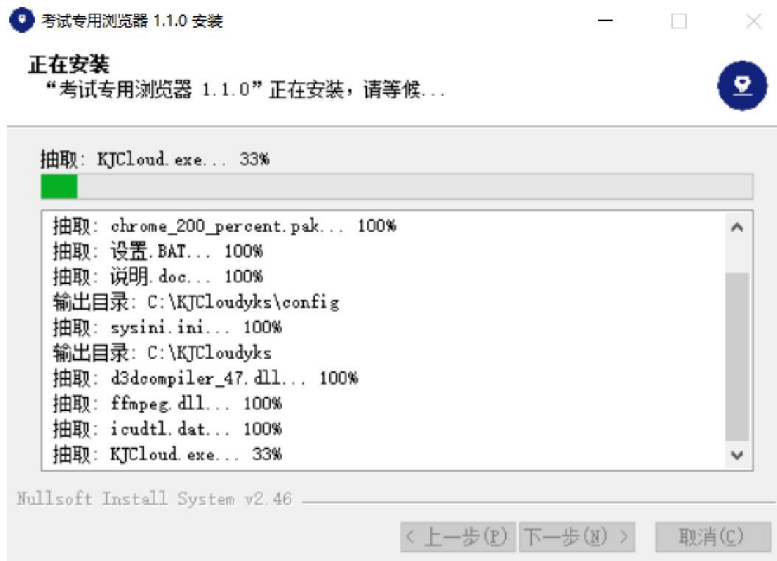 考试专用浏览器 1.1.0 安装
正在安装
“考试专用浏览器 1.1.0”正在安装，请等候...
抽取: KJCloud.exe... 33%
抽取: chrome_200_percent.pak... 100%
抽取: 设置.BAT... 100%
抽取: 说明.doc... 100%
输出目录: C:\KJCloudyks\config
抽取: sysini.ini... 100%
输出目录: C:\KJCloudyks
抽取: d3dcompiler_47.dll... 100%
抽取: ffmpeg.dll... 100%
抽取: icudtl.dat... 100%
抽取: KJCloud.exe... 33%
Nullsoft Install System v2.46
< 上一步(P) 下一步(N) > 取消(C)